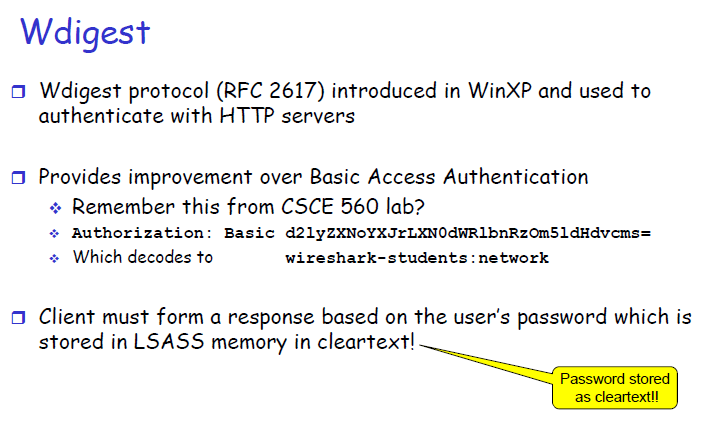 Wdigest
Wdigest protocol (RFC 2617) introduced in WinXP and used to
authenticate with HTTP servers
Provides improvement over Basic Access Authentication
Remember this from CSCE 560 lab?
Authorization: Basic d2lyZXNoYXJrLXN0dWRlbnRzOm5ldHdvcms=
Which decodes to wireshark-students:network
Client must form a response based on the user's password which is
stored in LSASS memory in cleartext!
Password stored
as cleartext!!